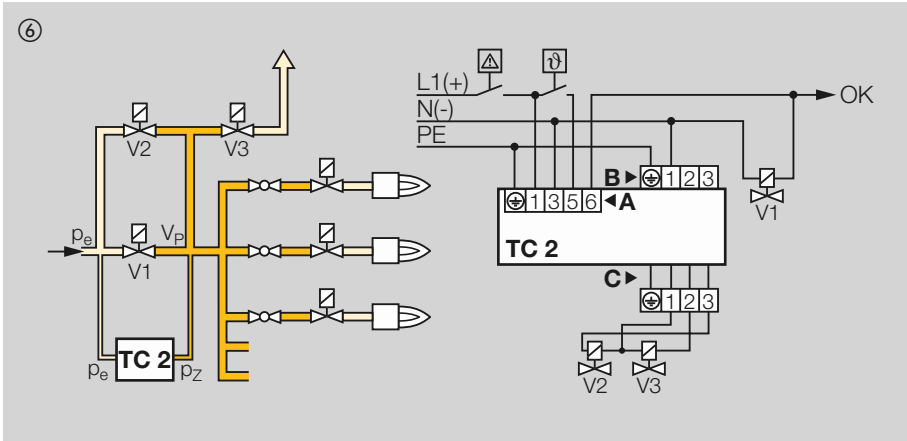 ⑥
V2
V3
pe
VP
V1
TC 2
pe
pZ
ϑ
L1(+)
N(-)
PE
OK
B
1 2 3
1 3 5 6
A
V1
TC 2
C
1 2 3
V2
V3